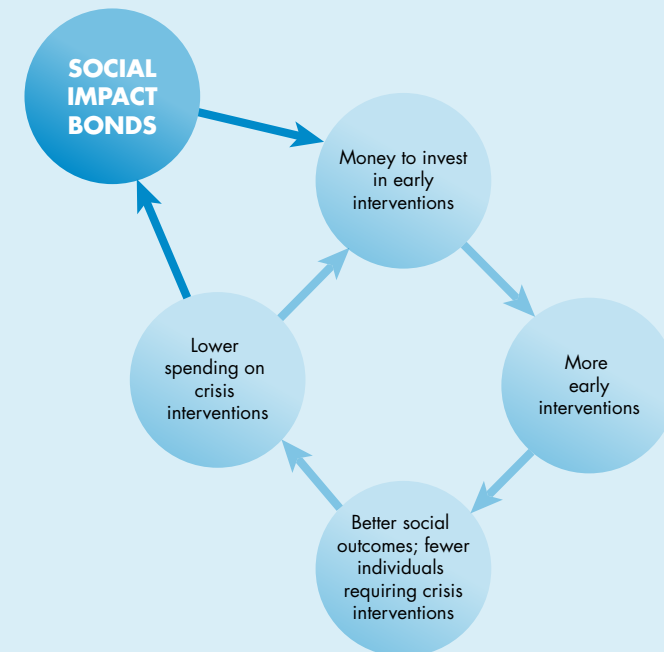 SOCIAL
IMPACT
BONDS
Money to invest
in early
interventions
More
early
interventions
Better social
outcomes; fewer
individuals
requiring crisis
interventions
Lower
spending on
crisis
interventions